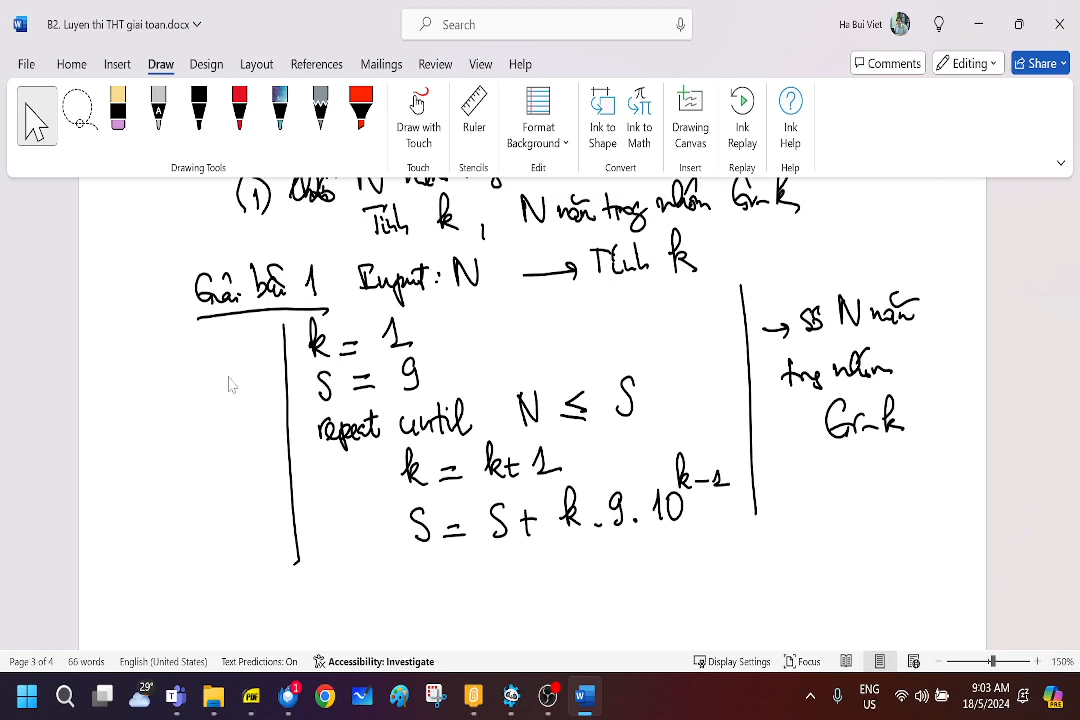 B2. Luyen thi THT giai toan.docx
Search
Ha Bui Viet
File Home Insert Draw Design Layout References Mailings Review View Help
Comments Editing Share
Draw with Touch
Ruler
Format Background
Ink to Shape
Ink to Math
Drawing Canvas
Ink Replay
Ink Help
Drawing Tools Touch Stencils Edit Convert Insert Replay Help
(1) N
Tính k, N nằm trong nhóm Gr-k
Giải bài 1 Input: N → Tính k
k = 1
S = 9
repeat until N ≤ S
k = k+1
S = S + k.9.10^{k-1}
→ số N nằm
trong nhóm
Gr-k
Page 3 of 4 66 words English (United States) Text Predictions: On Accessibility: Investigate Display Settings Focus 150%
29° 1 PDF ENG US 9:03 AM 18/5/2024 PRE